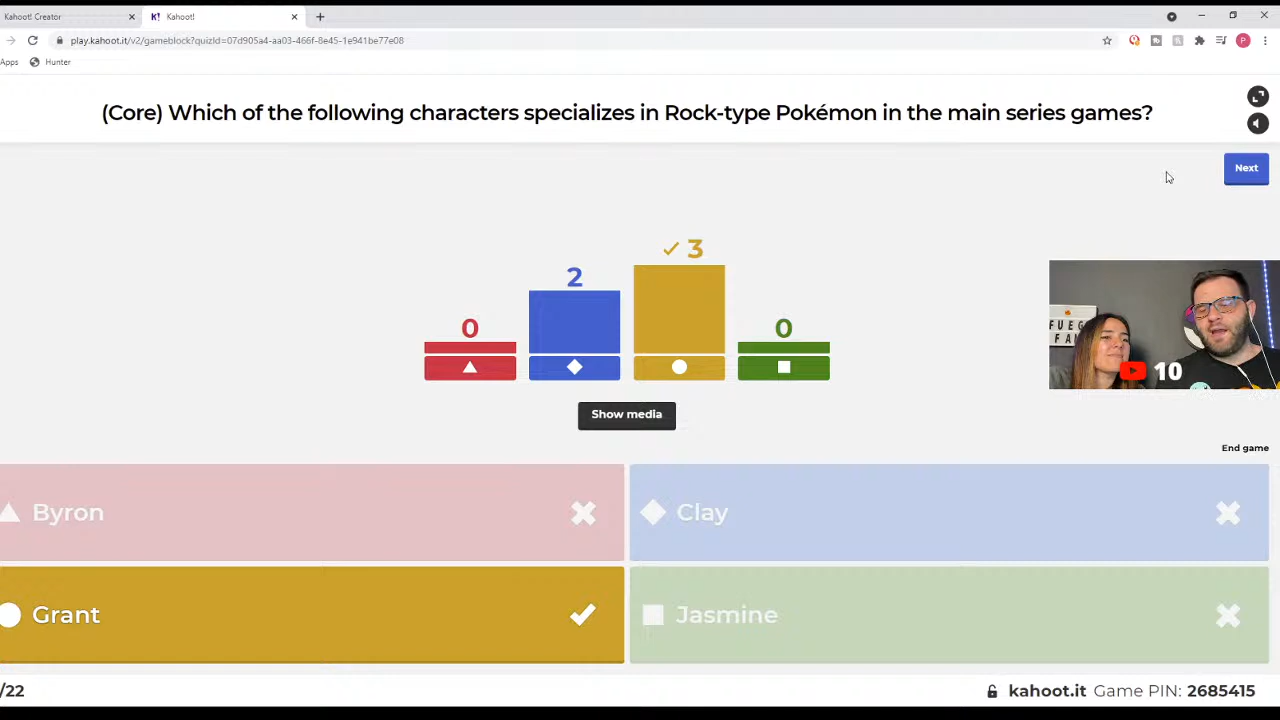 Kahoot! Creator
K! Kahoot!
play.kahoot.it/v2/gameblock?quizId=07d905a4-aa03-466f-8e45-1e941be77e08
P
Apps Hunter
(Core) Which of the following characters specializes in Rock-type Pokémon in the main series games?
Next
0
2
3
0
FUEG
FA
10
Show media
End game
Byron
Clay
Grant
Jasmine
/22
kahoot.it Game PIN: 2685415